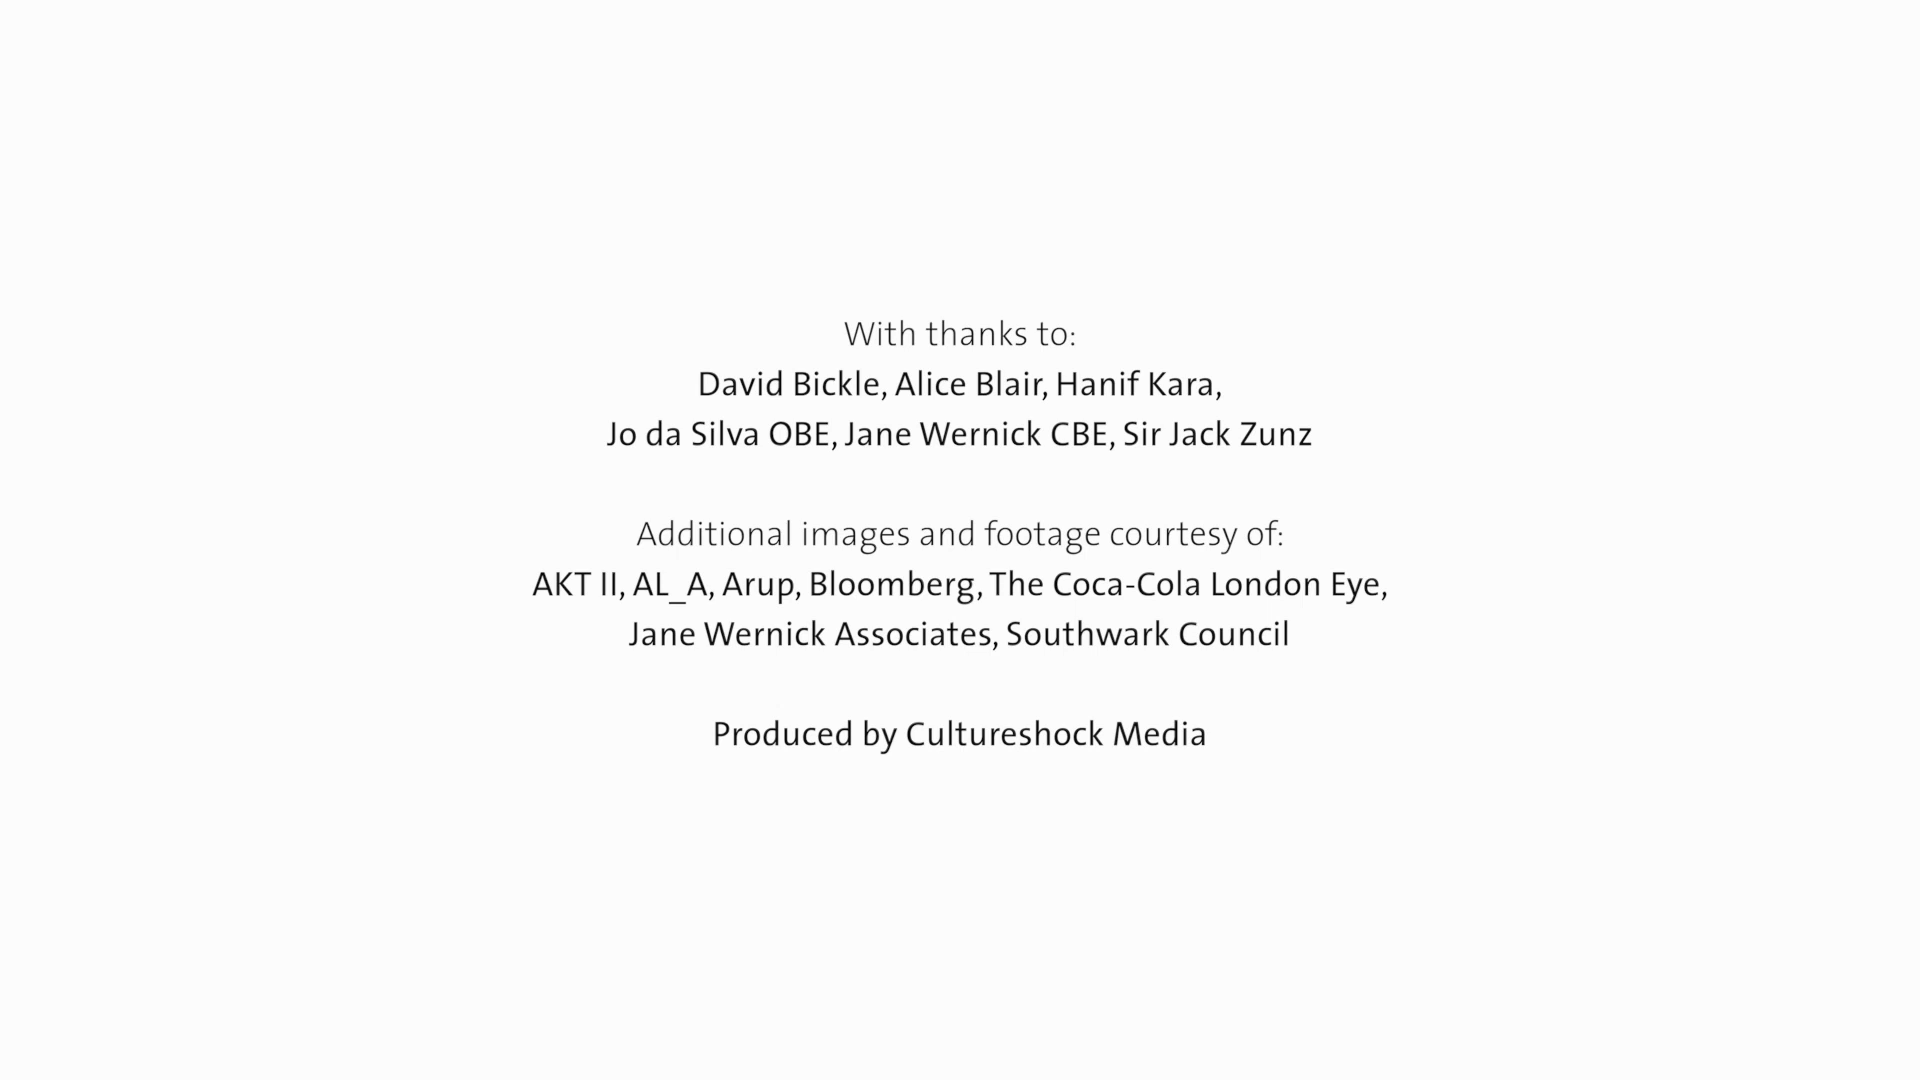 With thanks to:
David Bickle, Alice Blair, Hanif Kara,
Jo da Silva OBE, Jane Wernick CBE, Sir Jack Zunz
Additional images and footage courtesy of:
AKT II, AL_A, Arup, Bloomberg, The Coca-Cola London Eye,
Jane Wernick Associates, Southwark Council
Produced by Cultureshock Media